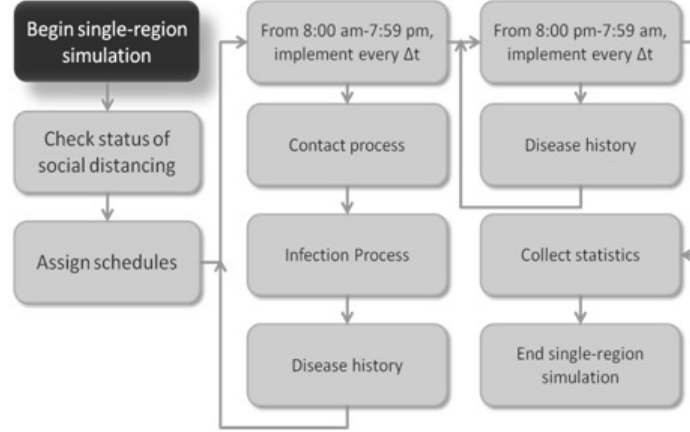 Begin single-region
simulation
Check status of
social distancing
Assign schedules
From 8:00 am-7:59 pm,
implement every Δt
Contact process
Infection Process
Disease history
From 8:00 pm-7:59 am,
implement every Δt
Disease history
Collect statistics
End single-region
simulation